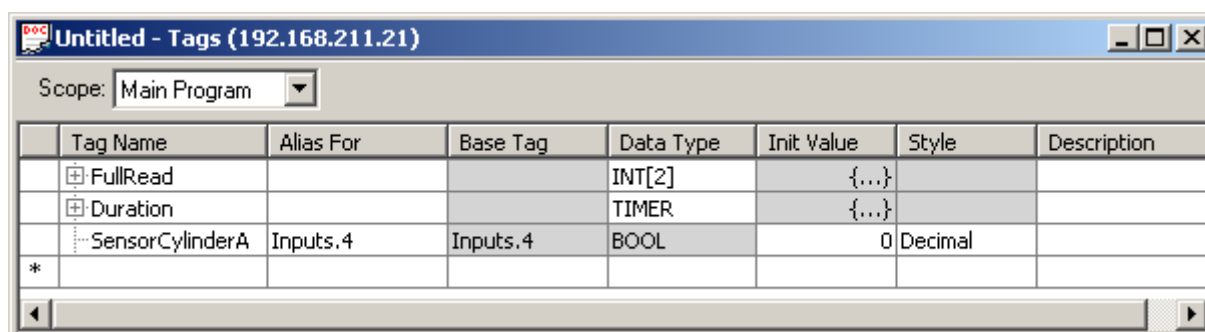 DOC Untitled - Tags (192.168.211.21)
Scope: Main Program
Tag Name Alias For Base Tag Data Type Init Value Style Description
FullRead INT[2] {...}
Duration TIMER {...}
SensorCylinderA Inputs.4 Inputs.4 BOOL 0 Decimal
*